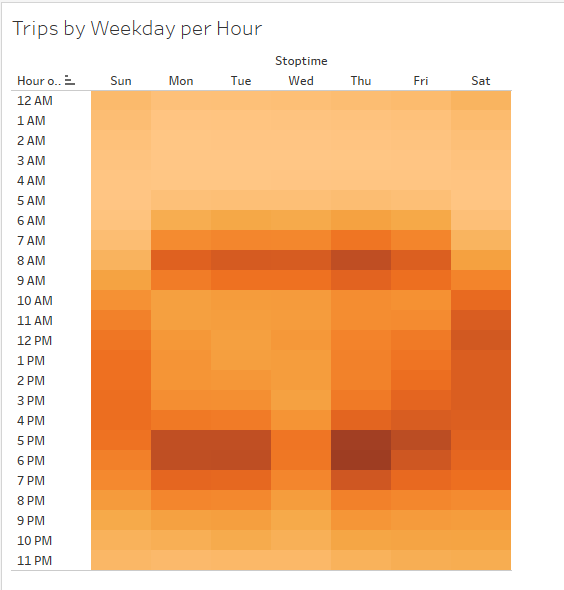 Trips by Weekday per Hour
Stoptime
Hour o.. Sun Mon Tue Wed Thu Fri Sat
12 AM
1 AM
2 AM
3 AM
4 AM
5 AM
6 AM
7 AM
8 AM
9 AM
10 AM
11 AM
12 PM
1 PM
2 PM
3 PM
4 PM
5 PM
6 PM
7 PM
8 PM
9 PM
10 PM
11 PM